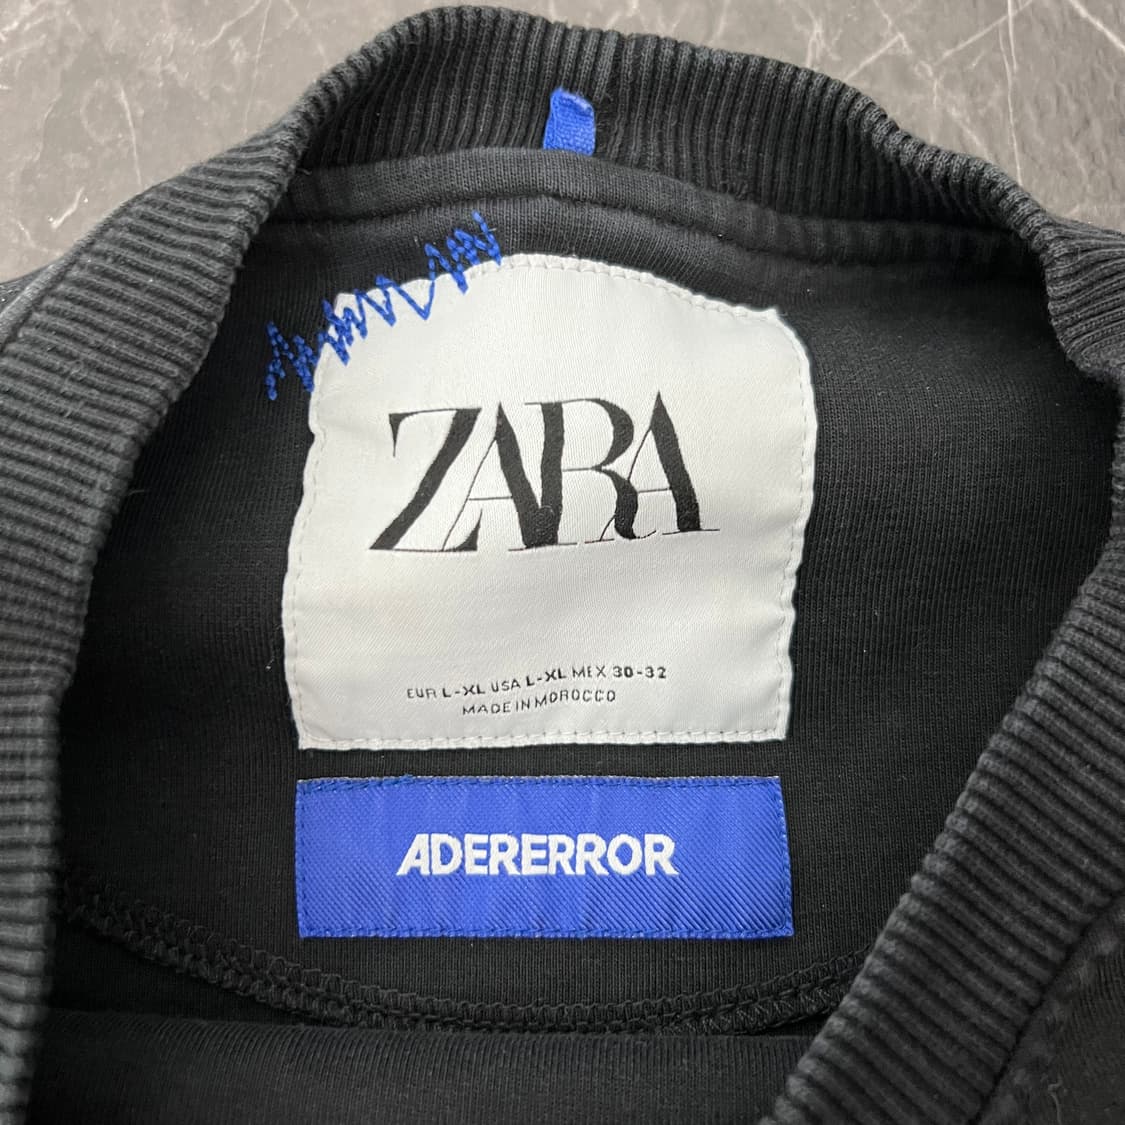 ZARA
EUR L-XL USA L-XL MEX 30-32
MADE IN MOROCCO
ADERERROR